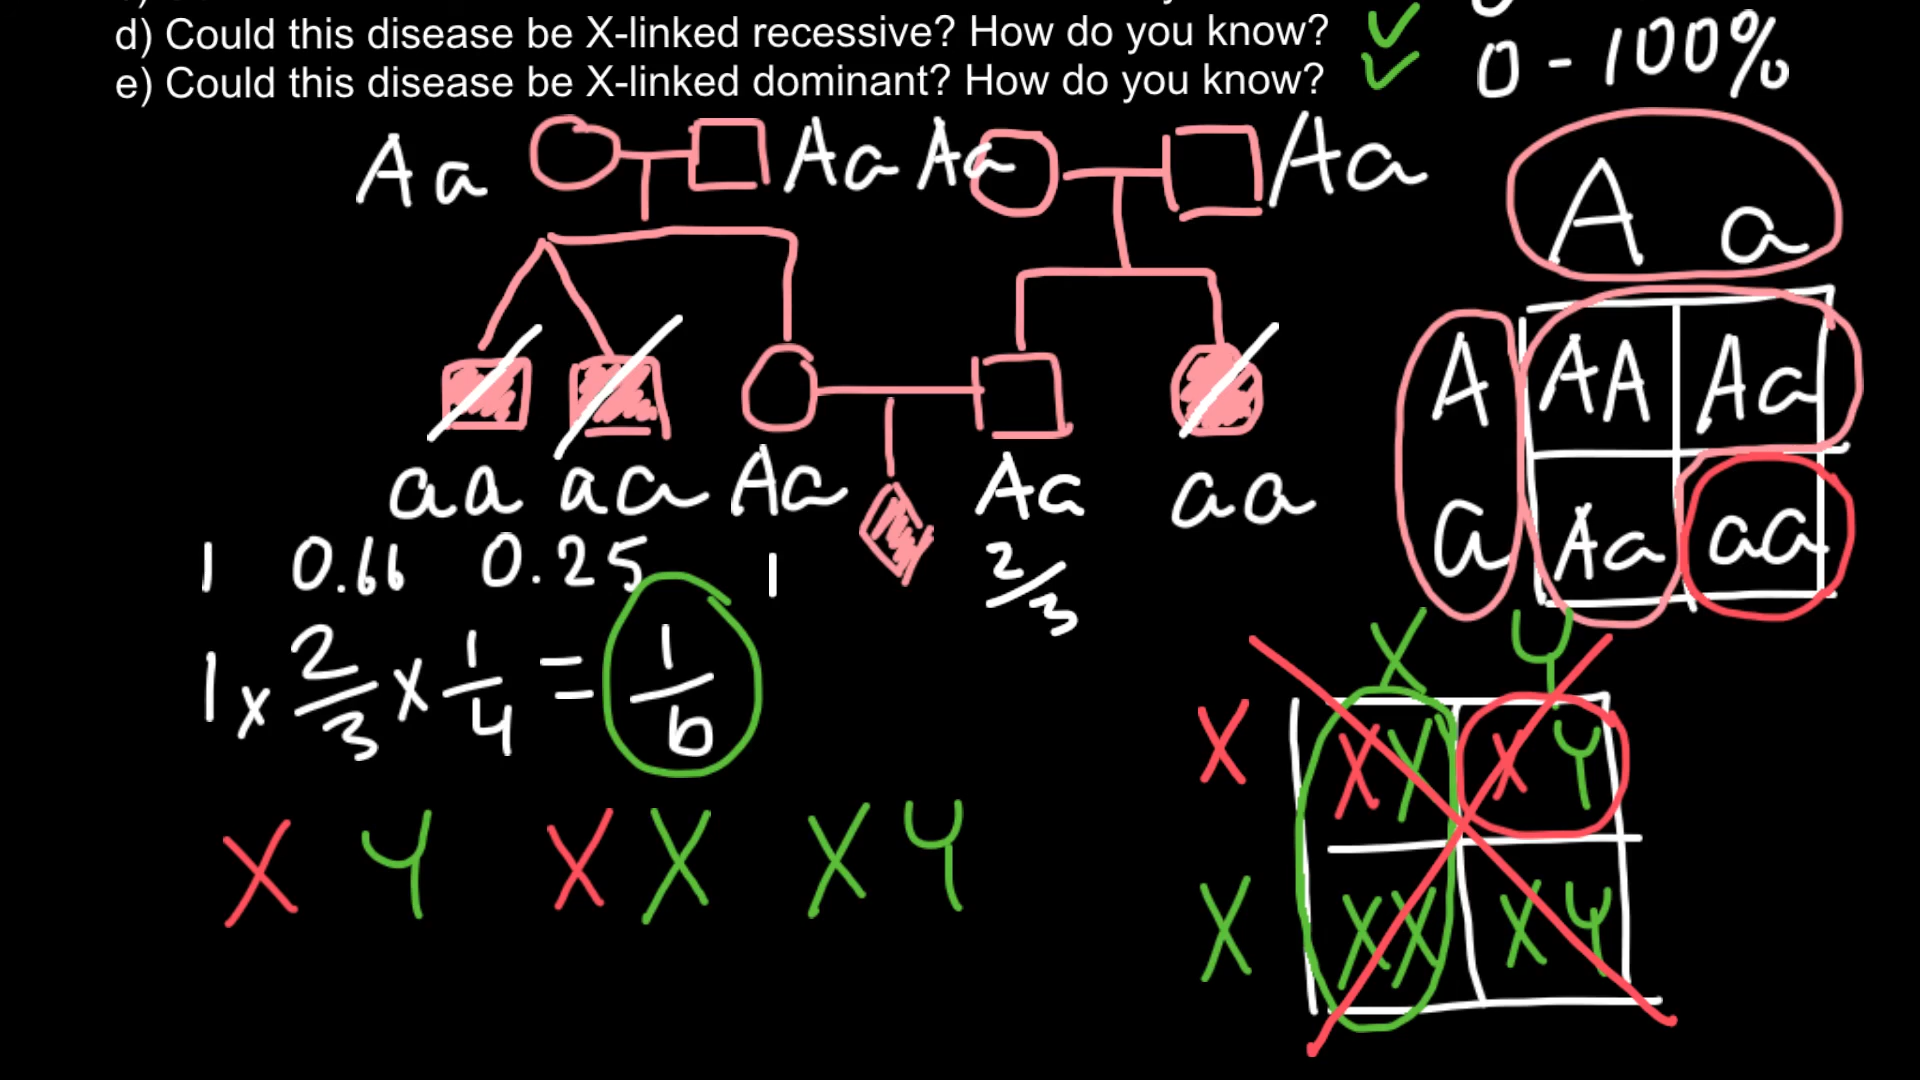 d) Could this disease be X-linked recessive? How do you know? ✓
e) Could this disease be X-linked dominant? How do you know? ✓ 0 - 100%
Aa Aa Aa Aa
A a
A AA Aa
a Aa aa
aa aa Aa Aa aa
1 0.66 0.25 1 2/3
1 x 2/3 x 1/4 = 1/6
X Y
X XX XY
X XX XY
X Y X X X Y